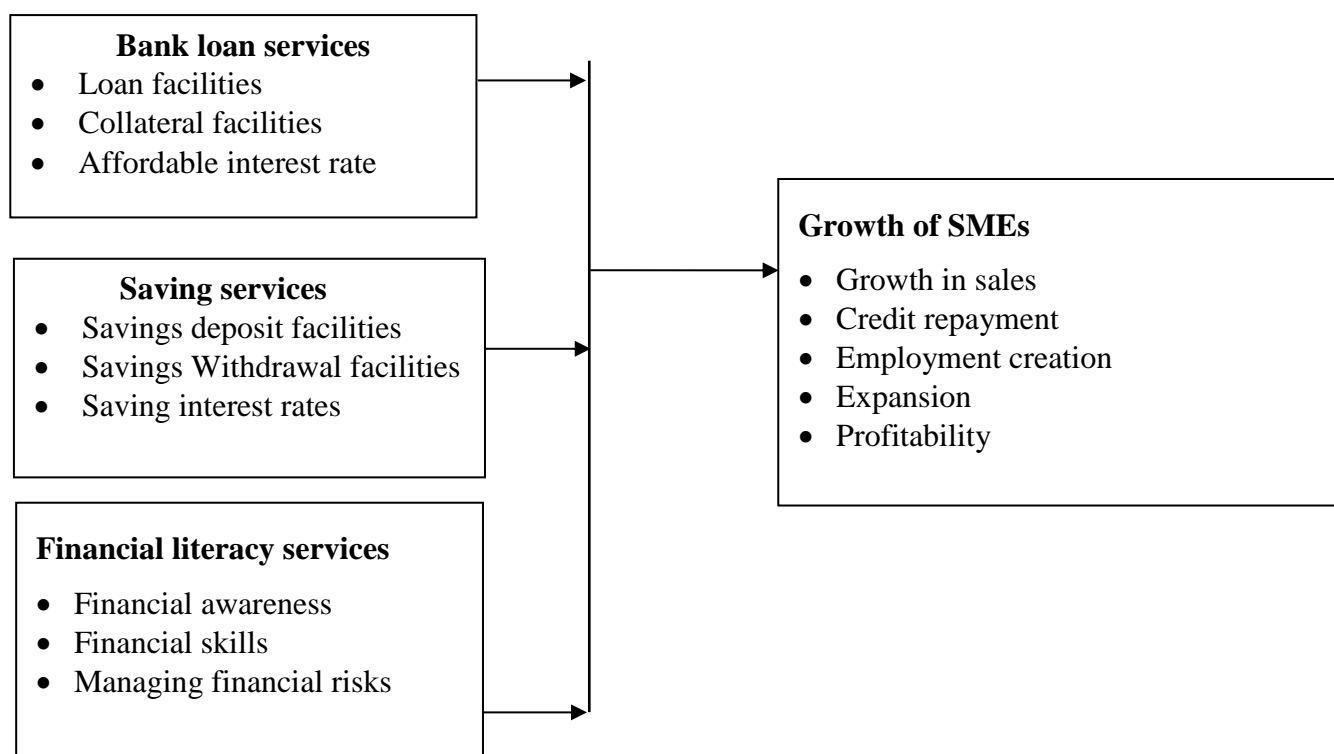 Bank loan services
• Loan facilities
• Collateral facilities
• Affordable interest rate
Saving services
• Savings deposit facilities
• Savings Withdrawal facilities
• Saving interest rates
Financial literacy services
• Financial awareness
• Financial skills
• Managing financial risks
Growth of SMEs
• Growth in sales
• Credit repayment
• Employment creation
• Expansion
• Profitability